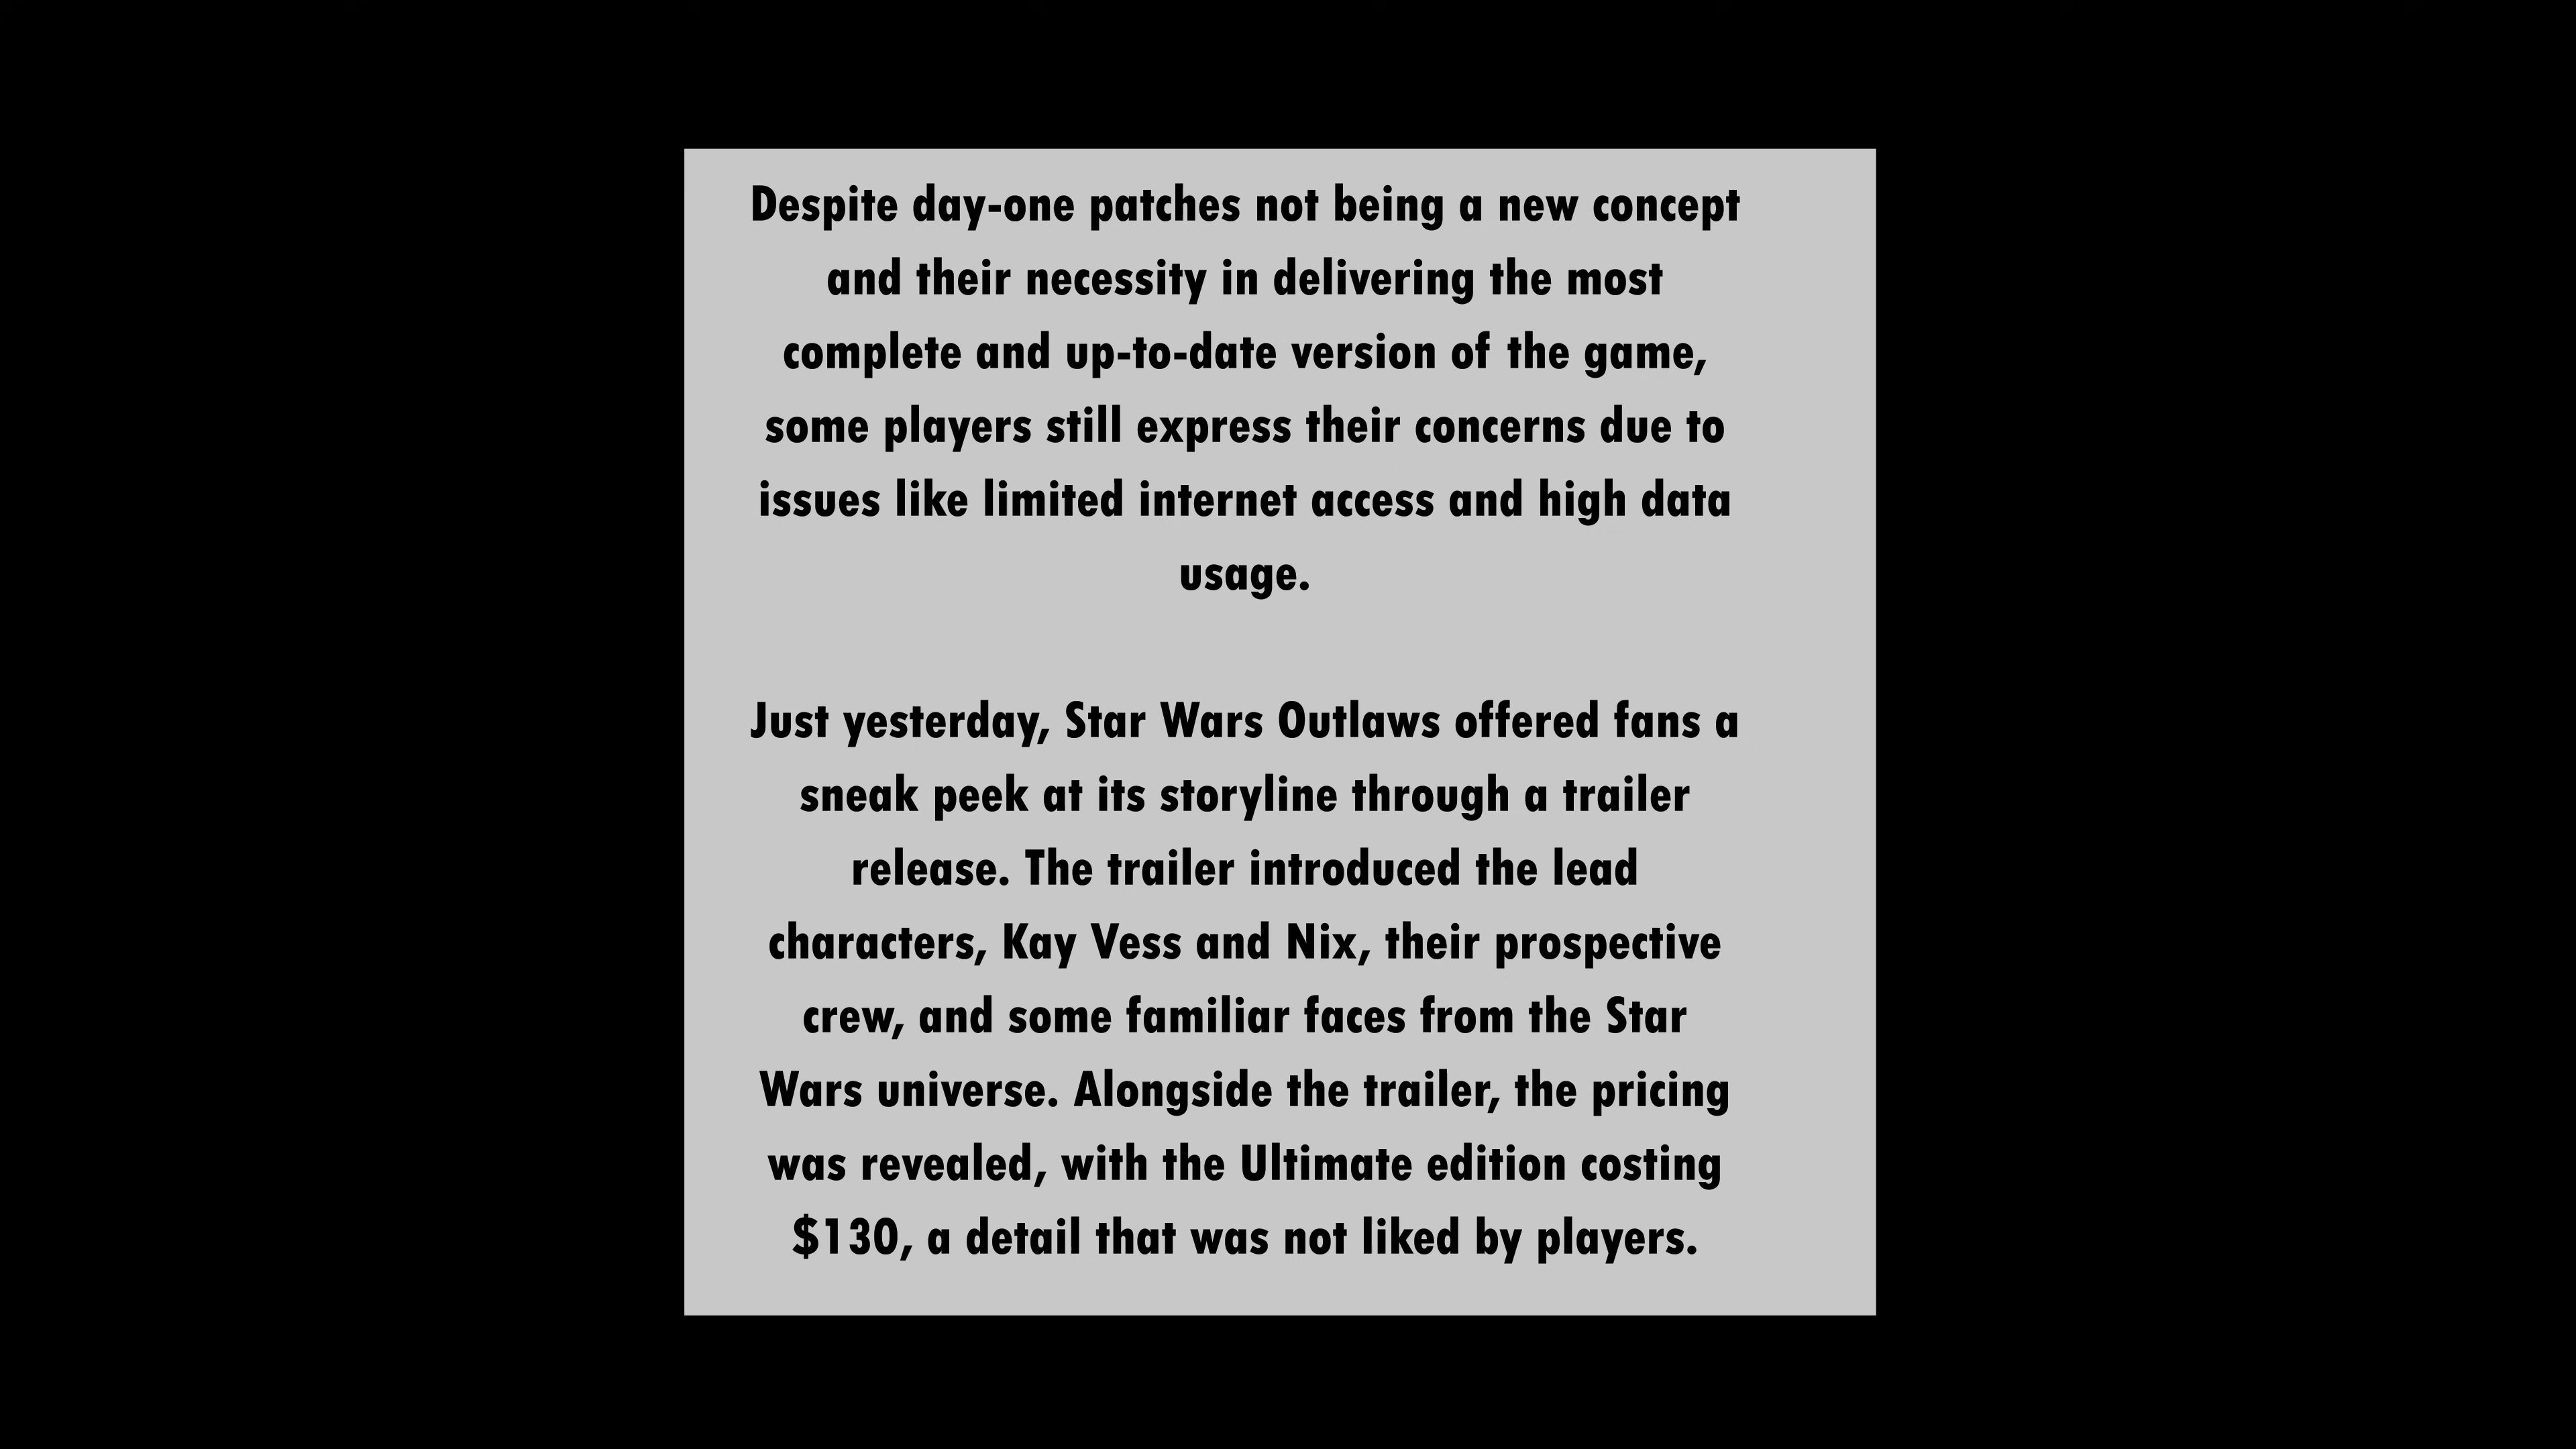 Despite day-one patches not being a new concept
and their necessity in delivering the most
complete and up-to-date version of the game,
some players still express their concerns due to
issues like limited internet access and high data
usage.
Just yesterday, Star Wars Outlaws offered fans a
sneak peek at its storyline through a trailer
release. The trailer introduced the lead
characters, Kay Vess and Nix, their prospective
crew, and some familiar faces from the Star
Wars universe. Alongside the trailer, the pricing
was revealed, with the Ultimate edition costing
$130, a detail that was not liked by players.